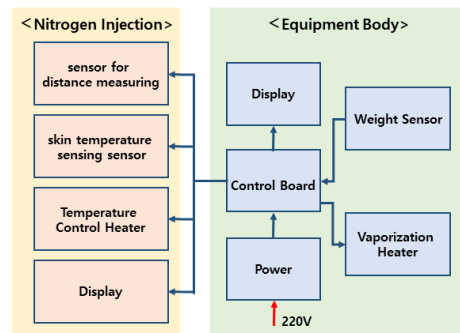 <Nitrogen Injection>
sensor for
distance measuring
skin temperature
sensing sensor
Temperature
Control Heater
Display
<Equipment Body>
Display
Weight Sensor
Control Board
Vaporization
Heater
Power
220V